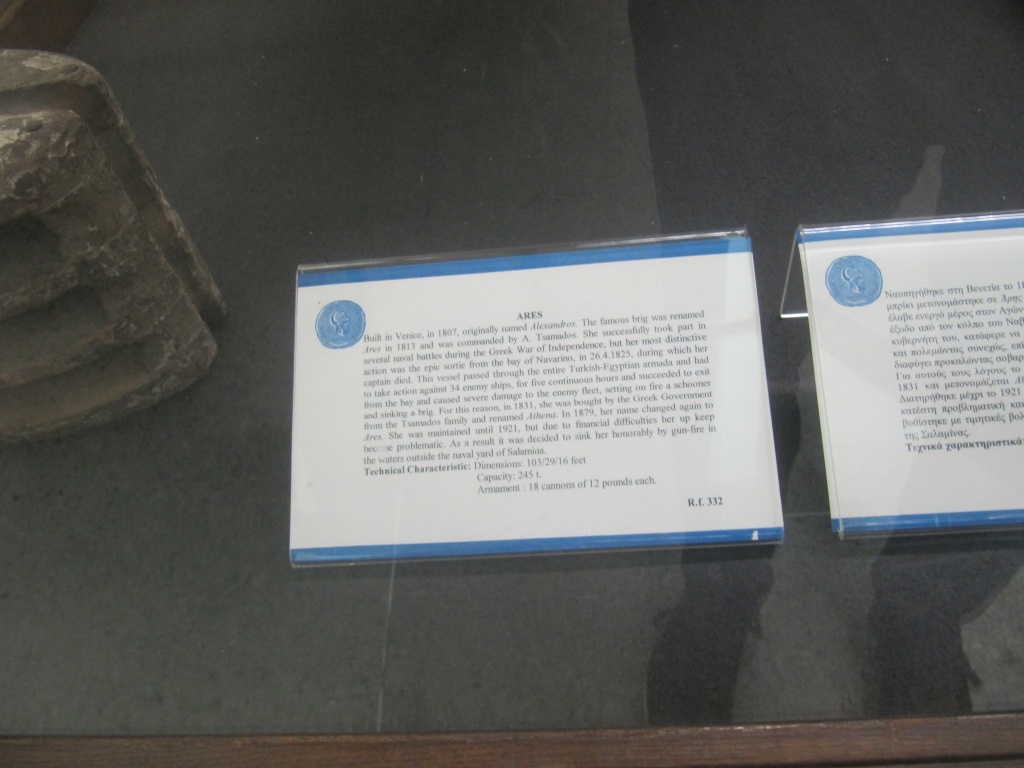 ARES
Built in Venice, in 1807, originally named Alexandros. The famous brig was renamed
Ares in 1813 and was commanded by A. Tsamados. She successfully took part in
several naval battles during the Greek War of Independence, but her most distinctive
action was the epic sortie from the bay of Navarino, in 26.4.1825, during which her
captain died. This vessel passed through the entire Turkish-Egyptian armada and had
to take action against 34 enemy ships, for five continuous hours and succeeded to exit
from the bay and caused severe damage to the enemy fleet, setting on fire a schooner
and sinking a brig. For this reason, in 1831, she was bought by the Greek Government
from the Tsamados family and renamed Athena. In 1879, her name changed again to
Ares. She was maintained until 1921, but due to financial difficulties her up keep
became problematic. As a result it was decided to sink her honorably by gun-fire in
the waters outside the naval yard of Salamina.
Technical Characteristic: Dimensions: 103/29/16 feet
Capacity: 245 t.
Armament : 18 cannons of 12 pounds each.
R.f. 332
Ναυπηγήθηκε στη Βενετία το
μπρίκι μετονομάστηκε σε Άρης
έλαβε ενεργό μέρος στον
έξοδο από τον κόλπο του
κυβερνήτη του, κατάφερε να
και πολεμώντας συνεχώς,
διαφύγει προκαλώντας
Για αυτούς τους λόγους το
1831 και μετονομάζεται
Διατηρήθηκε μέχρι το 1921
κατέστη προβληματική και
βυθίστηκε με τιμητικές
της Σαλαμίνας.
Τεχνικά χαρακτηριστικά: